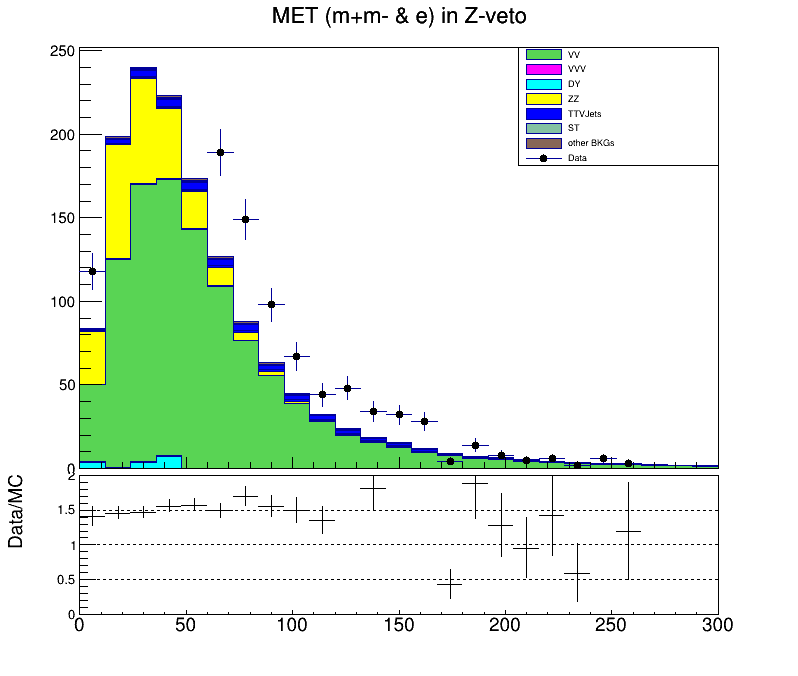 MET (m+m- & e) in Z-veto
250
200
150
100
50
0
VV
VVV
DY
ZZ
TTVJets
ST
other BKGs
Data
Data/MC
2
1.5
1
0.5
0
0 50 100 150 200 250 300